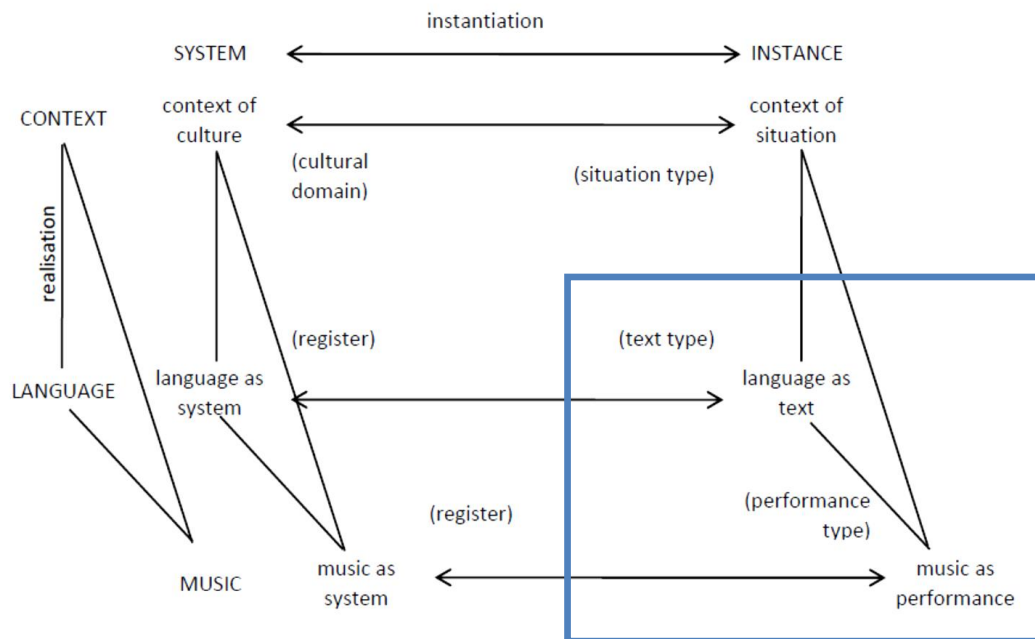 instantiation
SYSTEM
INSTANCE
CONTEXT
context of
culture
context of
situation
(cultural
domain)
(situation type)
realisation
(register)
(text type)
LANGUAGE
language as
system
language as
text
(register)
(performance
type)
MUSIC
music as
system
music as
performance